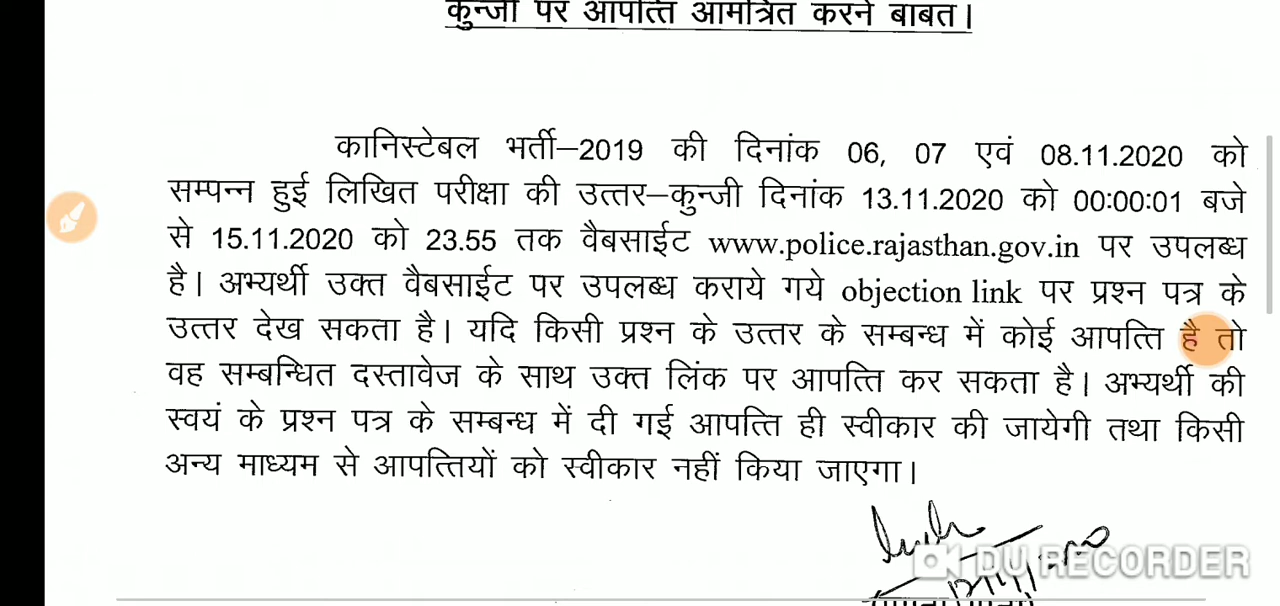 कुन्जी पर आपत्ति आमंत्रित करने बाबत।
कानिस्टेबल भर्ती–2019 की दिनांक 06, 07 एवं 08.11.2020 को
सम्पन्न हुई लिखित परीक्षा की उत्तर–कुन्जी दिनांक 13.11.2020 को 00:00:01 बजे
से 15.11.2020 को 23.55 तक वैबसाईट www.police.rajasthan.gov.in पर उपलब्ध
है। अभ्यर्थी उक्त वैबसाईट पर उपलब्ध कराये गये objection link पर प्रश्न पत्र के
उत्तर देख सकता है। यदि किसी प्रश्न के उत्तर के सम्बन्ध में कोई आपत्ति है तो
वह सम्बन्धित दस्तावेज के साथ उक्त लिंक पर आपत्ति कर सकता है। अभ्यर्थी की
स्वयं के प्रश्न पत्र के सम्बन्ध में दी गई आपत्ति ही स्वीकार की जायेगी तथा किसी
अन्य माध्यम से आपत्तियों को स्वीकार नहीं किया जाएगा।
DU RECORDER